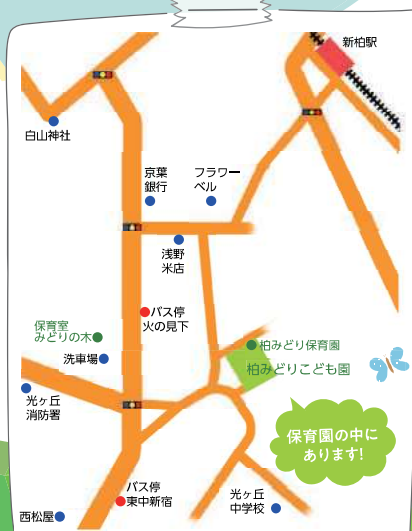 新柏駅
白山神社
京葉
銀行
フラワー
ベル
浅野
米店
バス停
火の見下
保育室
みどりの木
洗車場
柏みどり保育園
柏みどりこども園
光ヶ丘
消防署
保育園の中に
あります!
バス停
東中新宿
光ヶ丘
中学校
西松屋